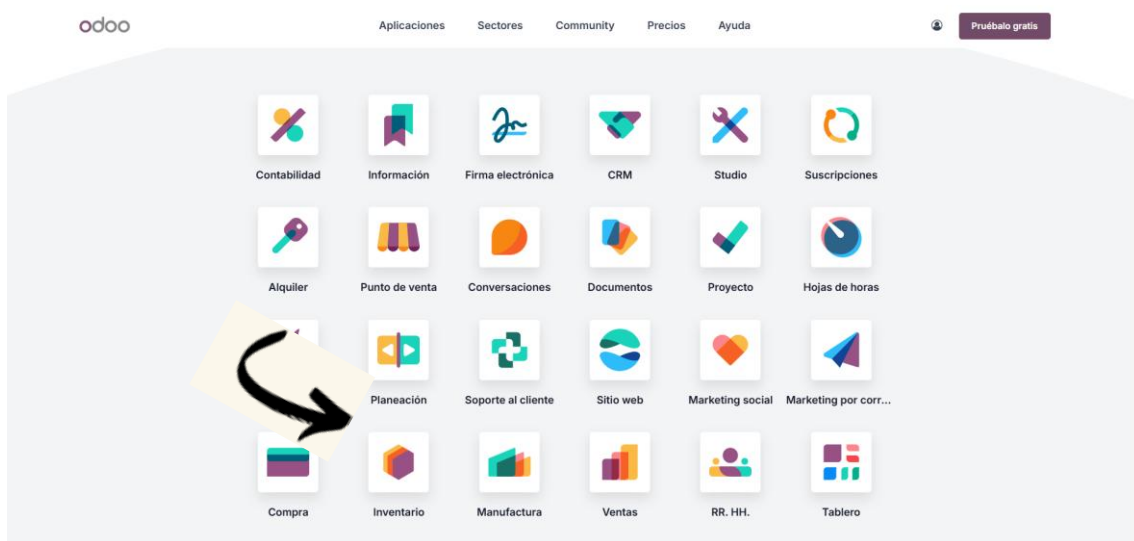 odoo
Aplicaciones Sectores Community Precios Ayuda Pruébalo gratis
Contabilidad Información Firma electrónica CRM Studio Suscripciones
Alquiler Punto de venta Conversaciones Documentos Proyecto Hojas de horas
Planeación Soporte al cliente Sitio web Marketing social Marketing por corr...
Compra Inventario Manufactura Ventas RR. HH. Tablero